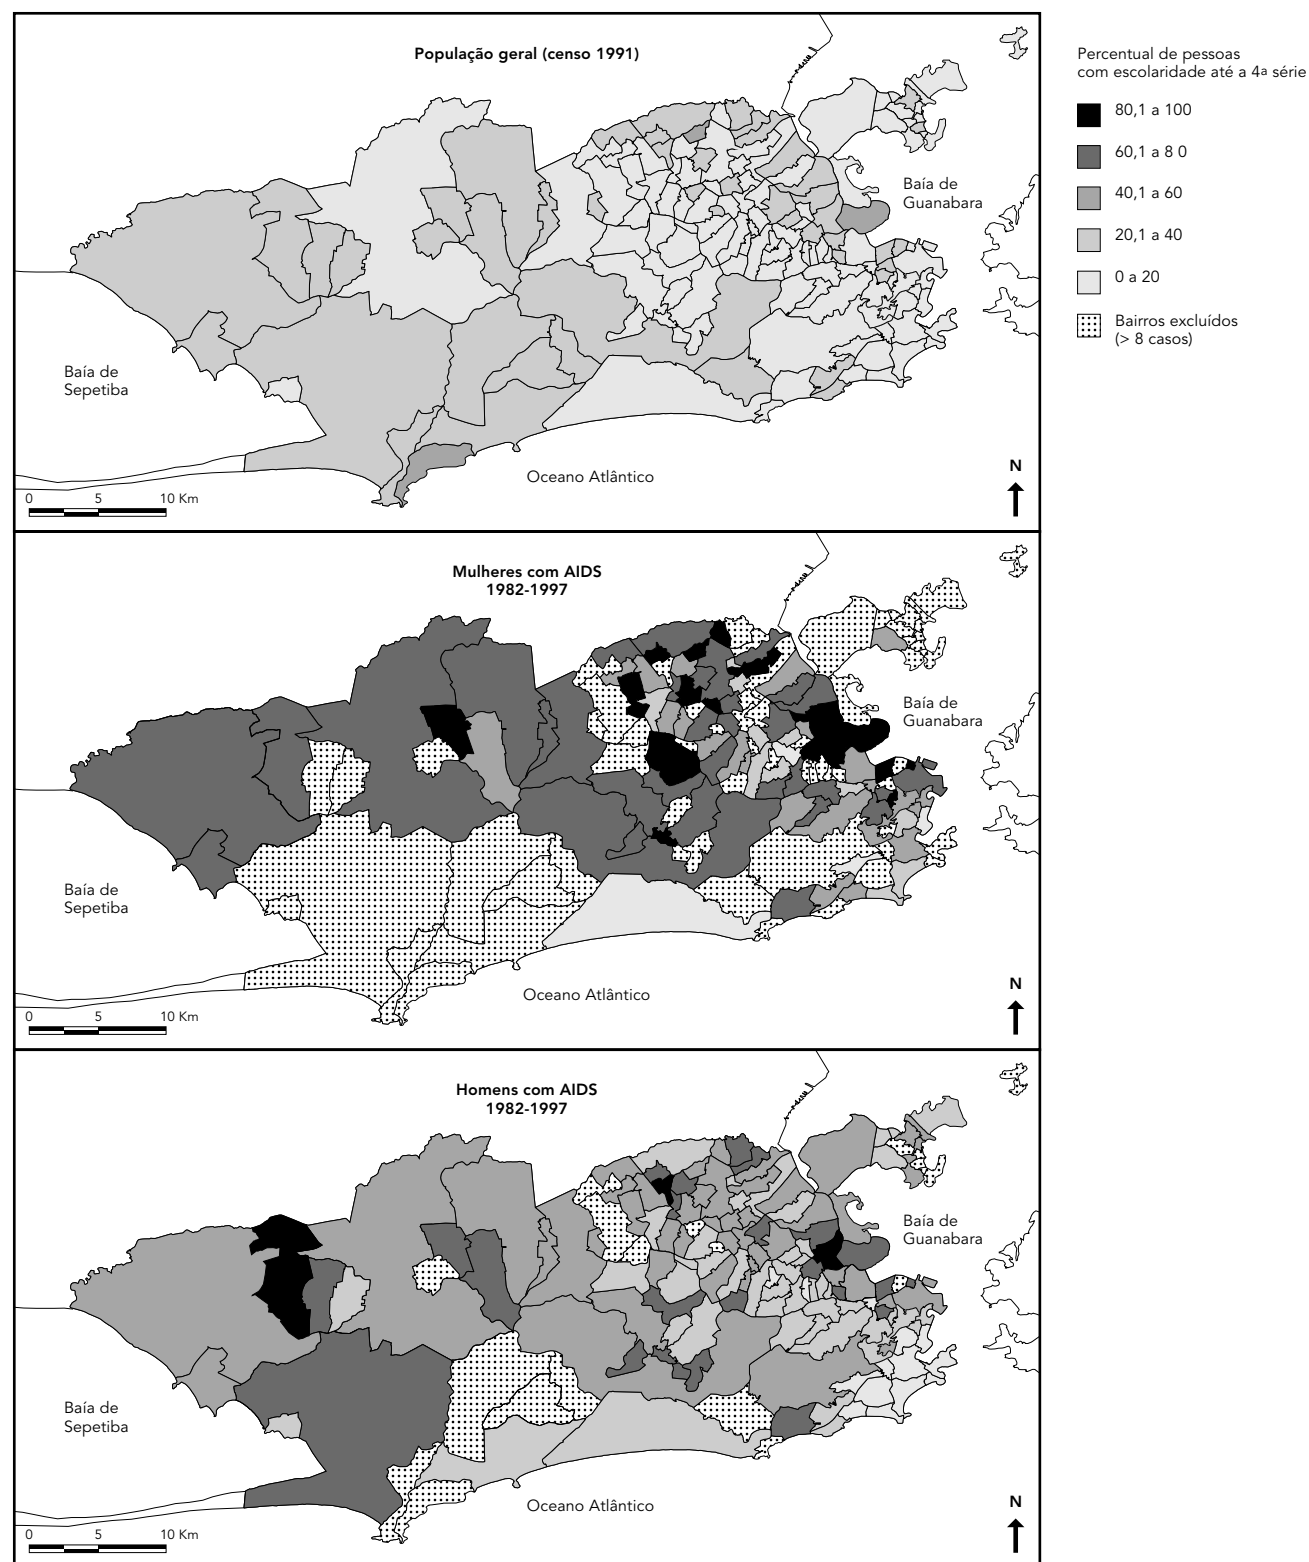 População geral (censo 1991)
Baía de
Guanabara
Baía de
Sepetiba
Oceano Atlântico
N
0 5 10 Km
Percentual de pessoas
com escolaridade até a 4ª série
80,1 a 100
60,1 a 8 0
40,1 a 60
20,1 a 40
0 a 20
Bairros excluídos
(> 8 casos)
Mulheres com AIDS
1982-1997
Baía de
Guanabara
Baía de
Sepetiba
Oceano Atlântico
N
0 5 10 Km
Homens com AIDS
1982-1997
Baía de
Guanabara
Baía de
Sepetiba
Oceano Atlântico
N
0 5 10 Km